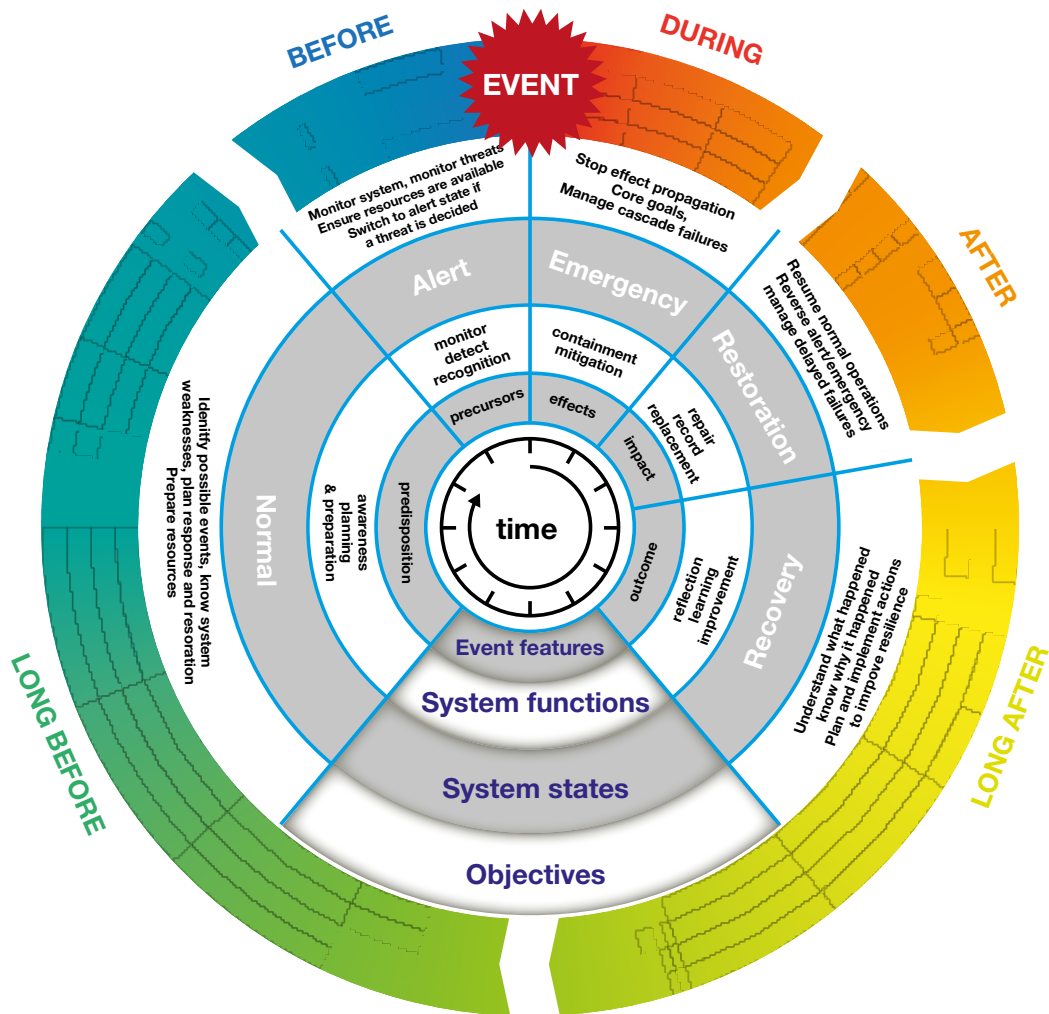 BEFORE
EVENT
DURING
AFTER
LONG AFTER
LONG BEFORE
Monitor system, monitor threats
Ensure resources are available
Switch to alert state if
a threat is decided
Stop effect propagation
Core goals,
Manage cascade failures
Resume normal operations
Reverse alert/emergency
manage delayed failures
Understand what happened
know why it happened
Plan and implement actions
to imrpove resilience
Idenitfy possible events, know system
weaknesses, plan response and resoration
Prepare resources
Alert
Emergency
Restoration
Recovery
Normal
monitor
detect
recognition
containment
mitigation
repair
record
replacement
reflection
learning
improvement
awareness
planning
& preparation
precursors
effects
impact
outcome
predisposition
time
Event features
System functions
System states
Objectives